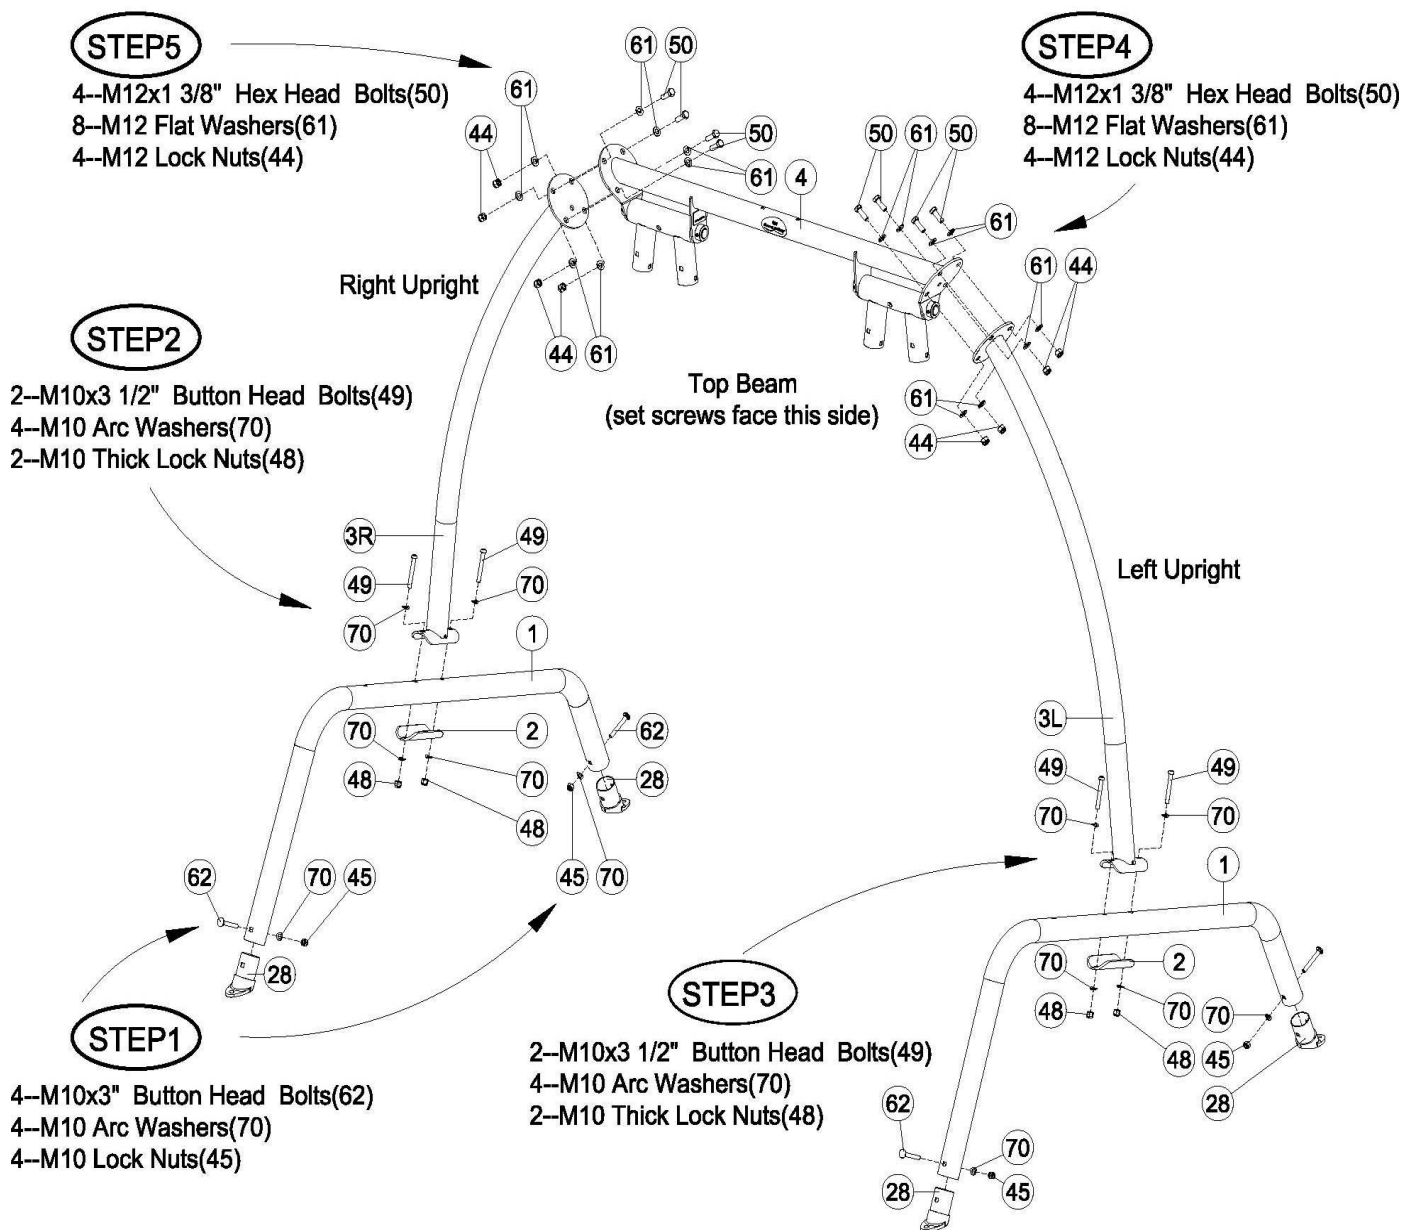 STEP5
4--M12x1 3/8" Hex Head Bolts(50)
8--M12 Flat Washers(61)
4--M12 Lock Nuts(44)
61 50
61
44
50
61
4
44
44 61
STEP4
4--M12x1 3/8" Hex Head Bolts(50)
8--M12 Flat Washers(61)
4--M12 Lock Nuts(44)
50 61 50
61
61 44
61
44
Right Upright
Top Beam
(set screws face this side)
Left Upright
STEP2
2--M10x3 1/2" Button Head Bolts(49)
4--M10 Arc Washers(70)
2--M10 Thick Lock Nuts(48)
3R 49
49 70
70
1
70 2 62
48 70 28
48
45 70
62 70 45
28
STEP1
4--M10x3" Button Head Bolts(62)
4--M10 Arc Washers(70)
4--M10 Lock Nuts(45)
3L
49 49
70 70
1
70 2
48 70 70
48 45
28
62
70
28 45
STEP3
2--M10x3 1/2" Button Head Bolts(49)
4--M10 Arc Washers(70)
2--M10 Thick Lock Nuts(48)